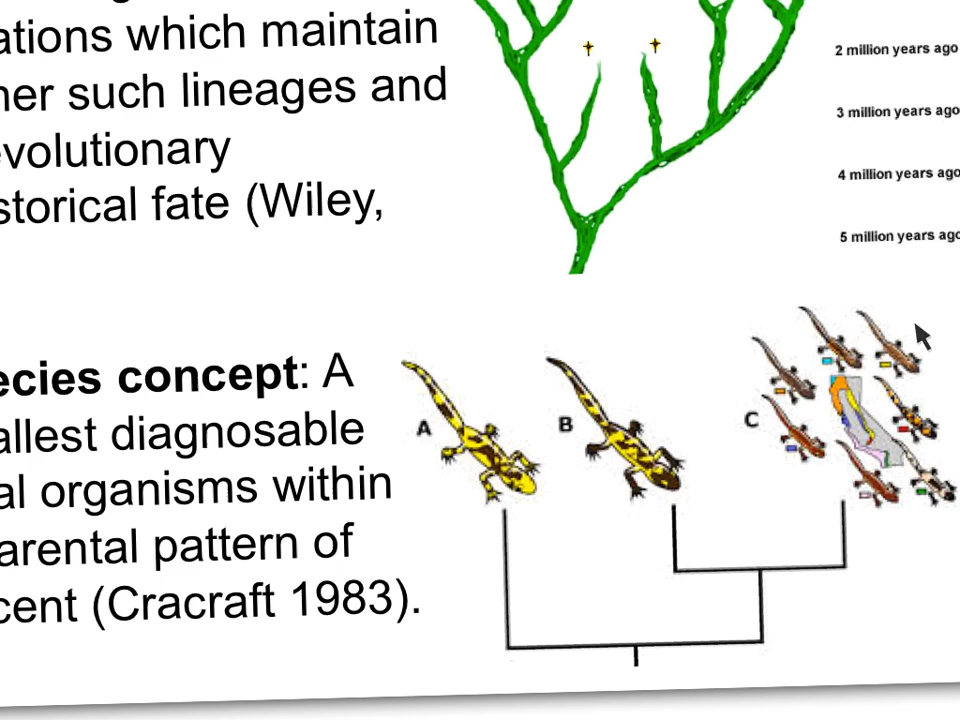 ations which maintain
her such lineages and
evolutionary
storical fate (Wiley,
2 million years ago
3 million years ago
4 million years ago
5 million years ago
ecies concept: A
allest diagnosable
al organisms within
arental pattern of
cent (Cracraft 1983).
A
B
C